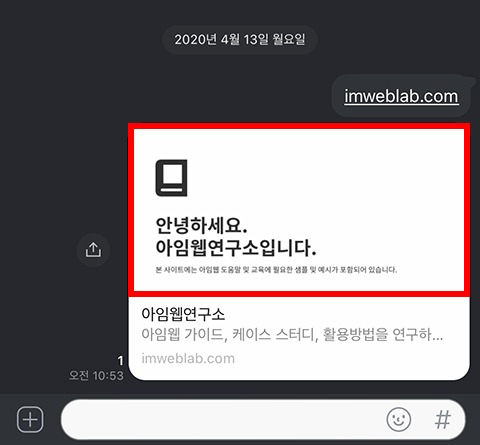 2020년 4월 13일 월요일
imweblab.com
안녕하세요.
아임웹연구소입니다.
본 사이트에는 아임웹 도움말 및 교육에 필요한 샘플 및 예시가 포함되어 있습니다.
아임웹연구소
아임웹 가이드, 케이스 스터디, 활용방법을 연구하...
imweblab.com
1
오전 10:53
#